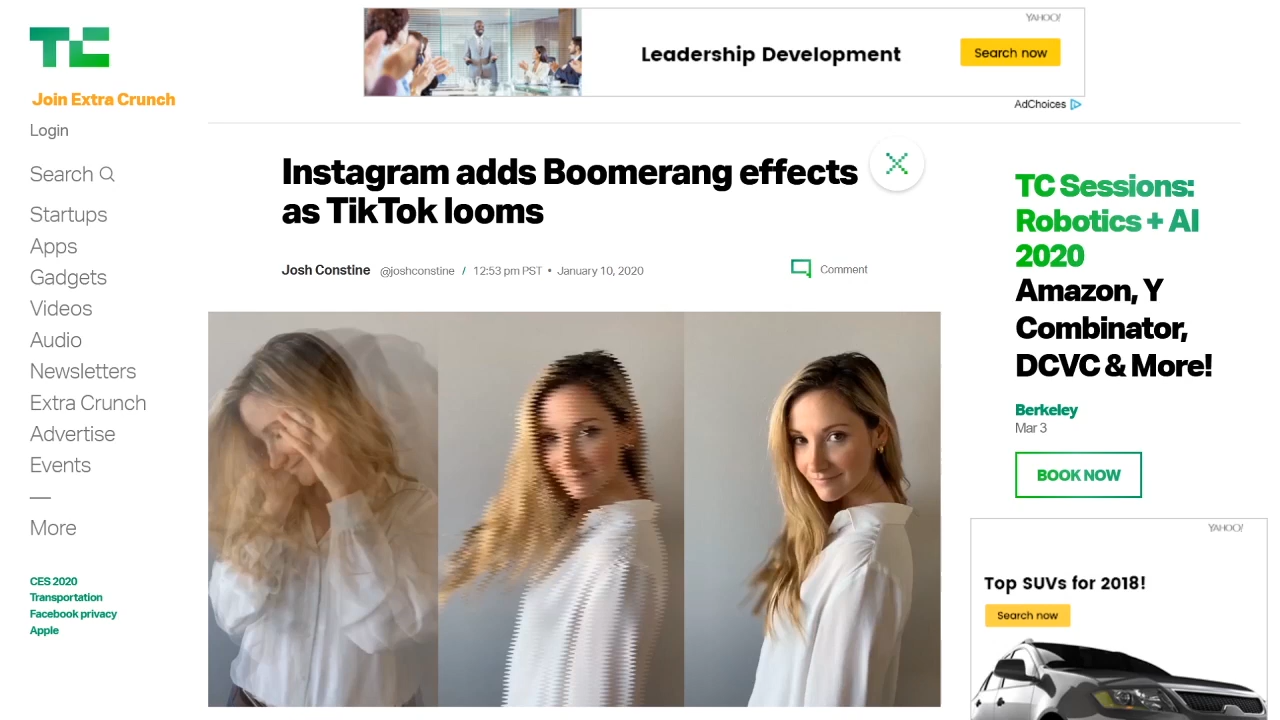 TC
Join Extra Crunch
Login
Search
Startups
Apps
Gadgets
Videos
Audio
Newsletters
Extra Crunch
Advertise
Events
—
More
CES 2020
Transportation
Facebook privacy
Apple
YAHOO!
Leadership Development
Search now
AdChoices
Instagram adds Boomerang effects
as TikTok looms
Josh Constine @joshconstine / 12:53 pm PST • January 10, 2020
Comment
TC Sessions:
Robotics + AI
2020
Amazon, Y
Combinator,
DCVC & More!
Berkeley
Mar 3
BOOK NOW
YAHOO!
Top SUVs for 2018!
Search now